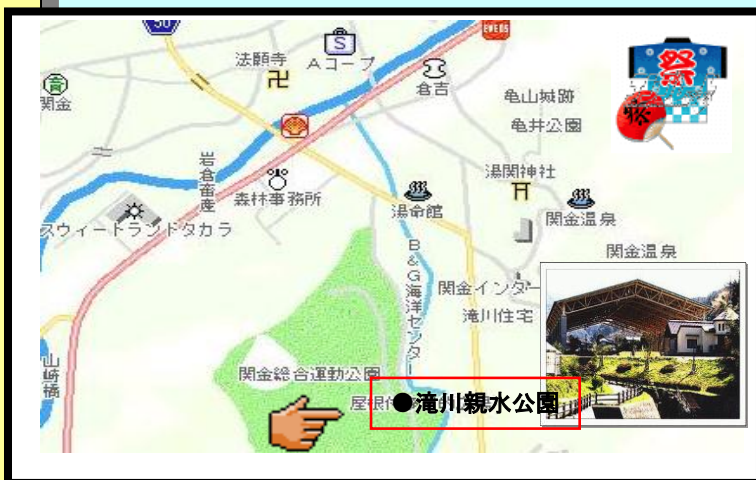 50
法願寺
S
Aコープ
倉吉
関金
亀山城跡
亀井公園
祭
祭
湯関神社
岩倉畜産
森林事務所
湯命館
関金温泉
スウィートランドタカラ
関金温泉
B&G海洋センター
関金インター
滝川住宅
山崎橋
関金総合運動公園
屋根付
●滝川親水公園